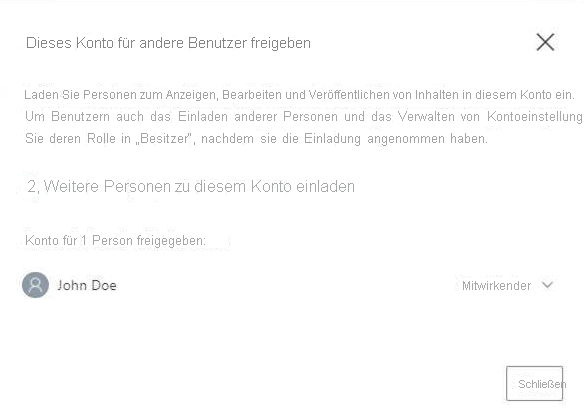 Dieses Konto für andere Benutzer freigeben
Laden Sie Personen zum Anzeigen, Bearbeiten und Veröffentlichen von Inhalten in diesem Konto ein.
Um Benutzern auch das Einladen anderer Personen und das Verwalten von Kontoeinstellung
Sie deren Rolle in „Besitzer", nachdem sie die Einladung angenommen haben.
2, Weitere Personen zu diesem Konto einladen
Konto für 1 Person freigegeben:
John Doe
Mitwirkender
Schließen